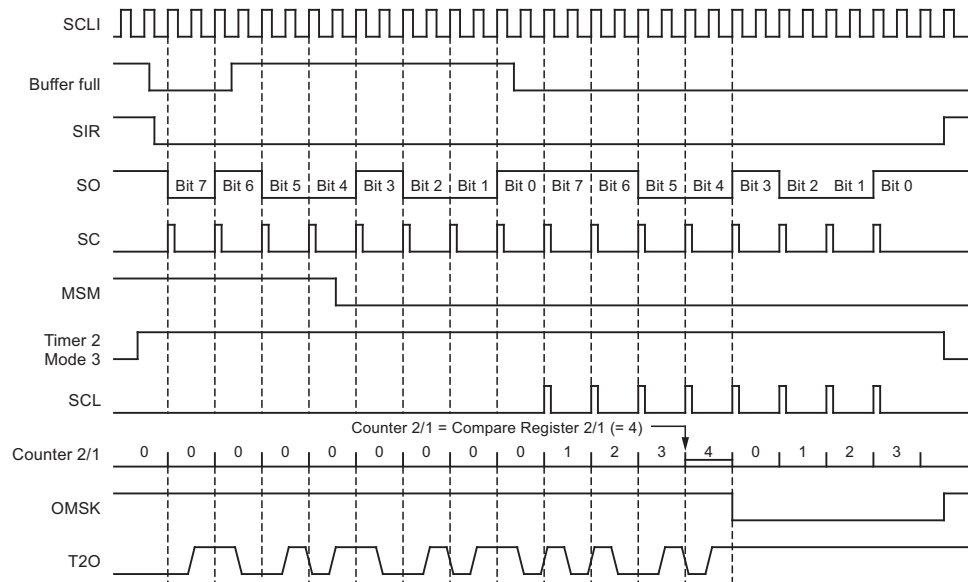 SCLI
Buffer full
SIR
SO Bit 7 Bit 6 Bit 5 Bit 4 Bit 3 Bit 2 Bit 1 Bit 0 Bit 7 Bit 6 Bit 5 Bit 4 Bit 3 Bit 2 Bit 1 Bit 0
SC
MSM
Timer 2
Mode 3
SCL
Counter 2/1 = Compare Register 2/1 (= 4)
Counter 2/1 0 0 0 0 0 0 0 0 0 1 2 3 4 0 1 2 3
OMSK
T2O